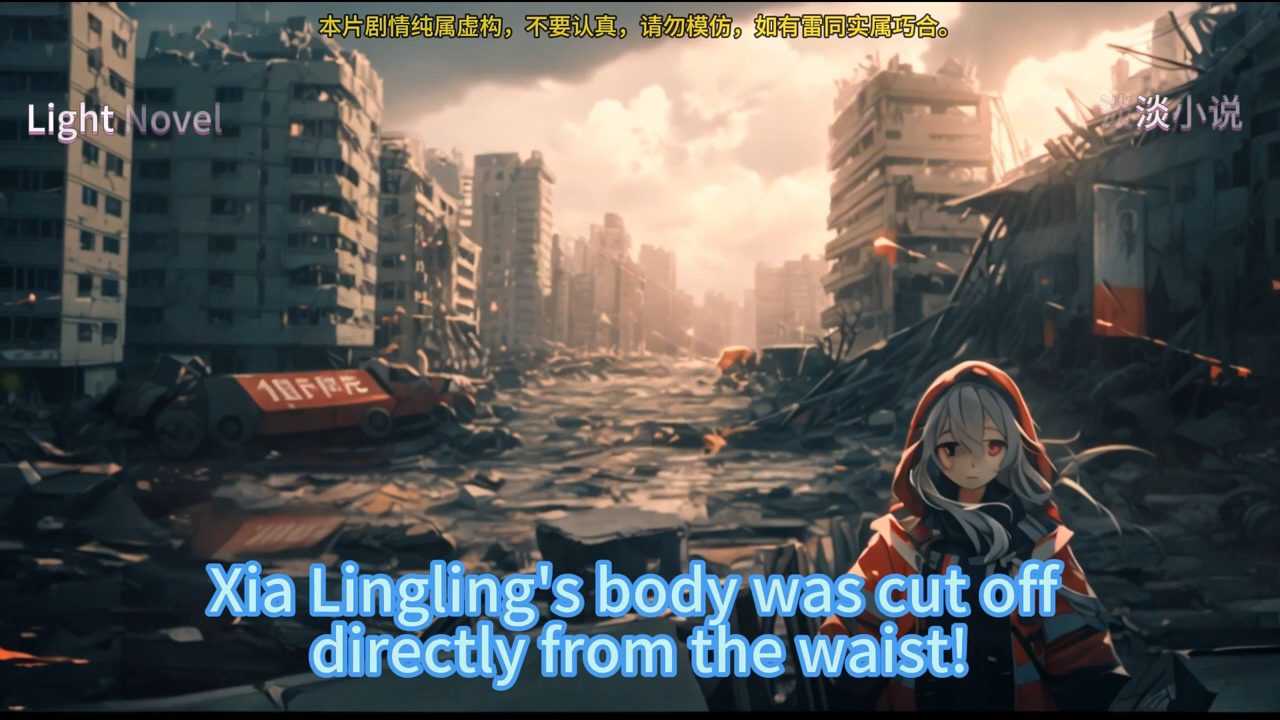 本片剧情纯属虚构，不要认真，请勿模仿，如有雷同实属巧合。
Light Novel
淡淡小说
Xia Lingling's body was cut off
directly from the waist!